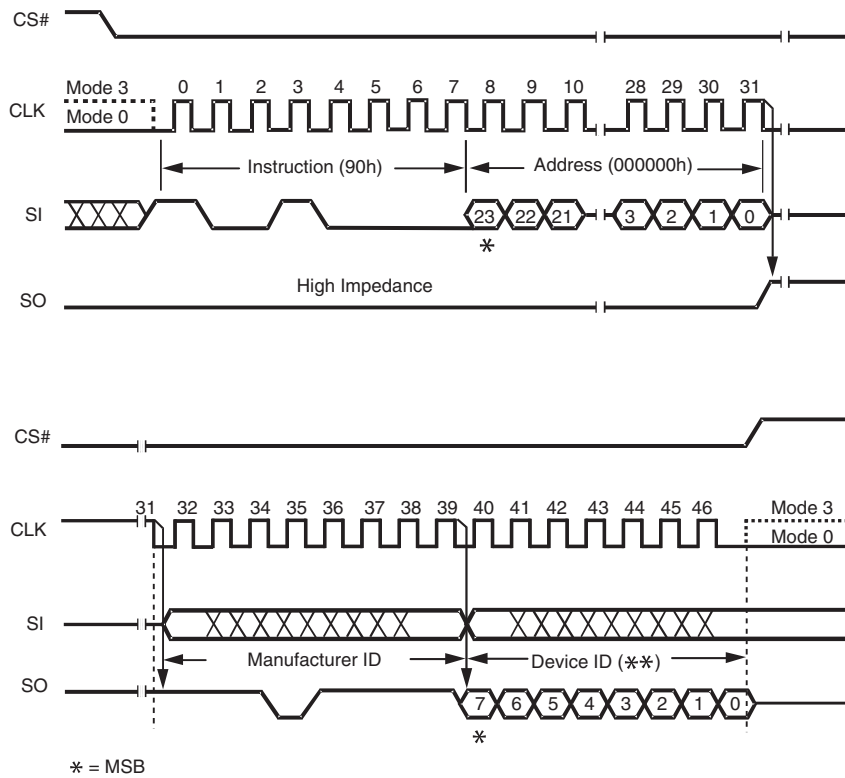 CS#
Mode 3 0 1 2 3 4 5 6 7 8 9 10 28 29 30 31
CLK
Mode 0
Instruction (90h) Address (000000h)
SI 23 22 21 3 2 1 0
*
High Impedance
SO
CS#
31 32 33 34 35 36 37 38 39 40 41 42 43 44 45 46 Mode 3
CLK
Mode 0
SI
Manufacturer ID Device ID (**)
SO 7 6 5 4 3 2 1 0
*
* = MSB